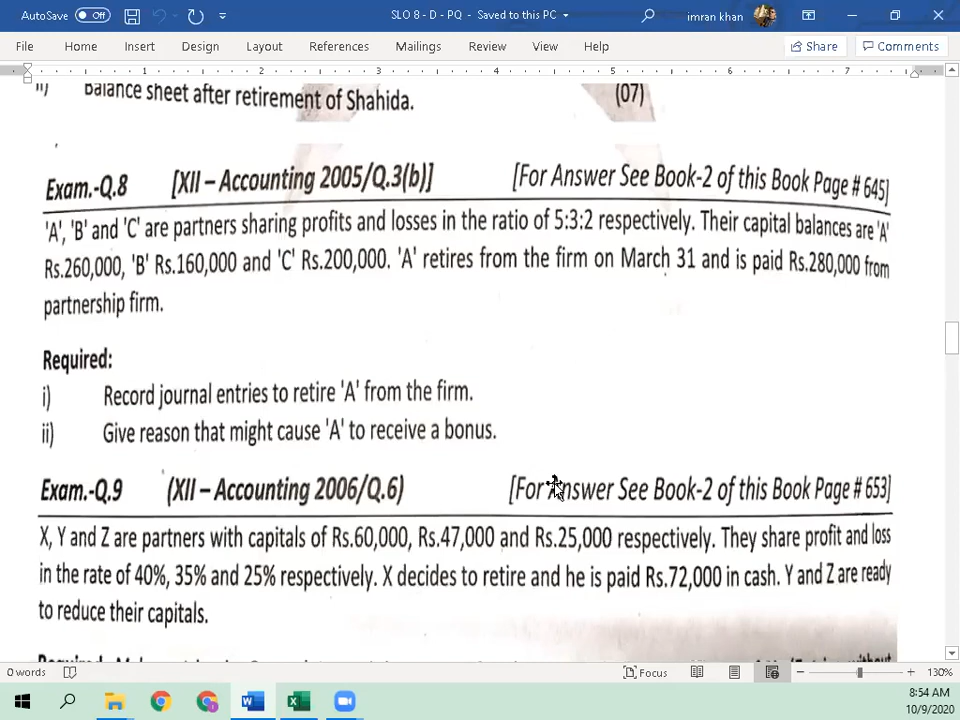 AutoSave Off SLO 8 - D - PQ - Saved to this PC imran khan
File Home Insert Design Layout References Mailings Review View Help Share Comments
1 2 3 4 5 6 7
ii) Balance sheet after retirement of Shahida. (07)
Exam.-Q.8 [XII – Accounting 2005/Q.3(b)] [For Answer See Book-2 of this Book Page # 645]
'A', 'B' and 'C' are partners sharing profits and losses in the ratio of 5:3:2 respectively. Their capital balances are 'A'
Rs.260,000, 'B' Rs.160,000 and 'C' Rs.200,000. 'A' retires from the firm on March 31 and is paid Rs.280,000 from
partnership firm.
Required:
i) Record journal entries to retire 'A' from the firm.
ii) Give reason that might cause 'A' to receive a bonus.
Exam.-Q.9 (XII – Accounting 2006/Q.6) [For Answer See Book-2 of this Book Page # 653]
X, Y and Z are partners with capitals of Rs.60,000, Rs.47,000 and Rs.25,000 respectively. They share profit and loss
in the rate of 40%, 35% and 25% respectively. X decides to retire and he is paid Rs.72,000 in cash. Y and Z are ready
to reduce their capitals.
0 words Focus 130%
8:54 AM
10/9/2020